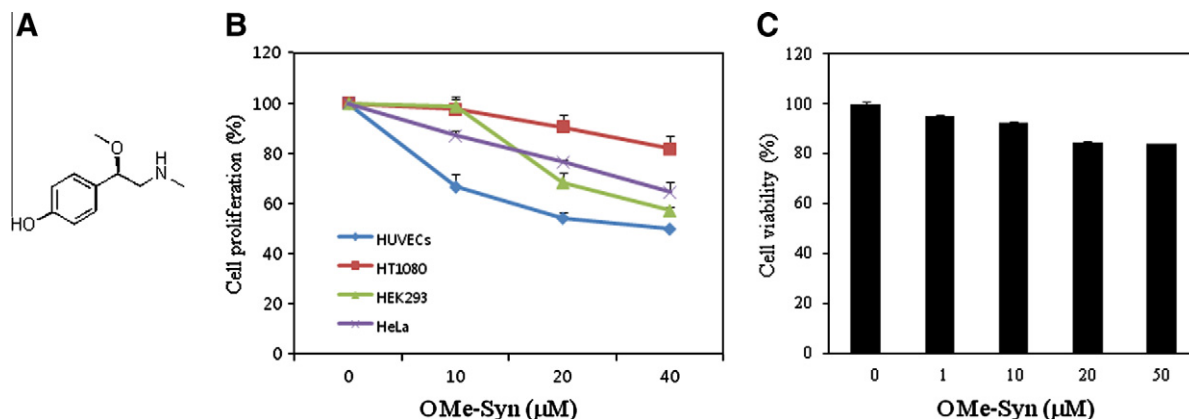 A
O
H
N
HO
B
120
100
80
60
40
20
0
Cell proliferation (%)
HUVECs
HT1080
HEK293
HeLa
0 10 20 40
OMe-Syn (μM)
C
120
100
80
60
40
20
0
Cell viability (%)
0 1 10 20 50
OMe-Syn (μM)